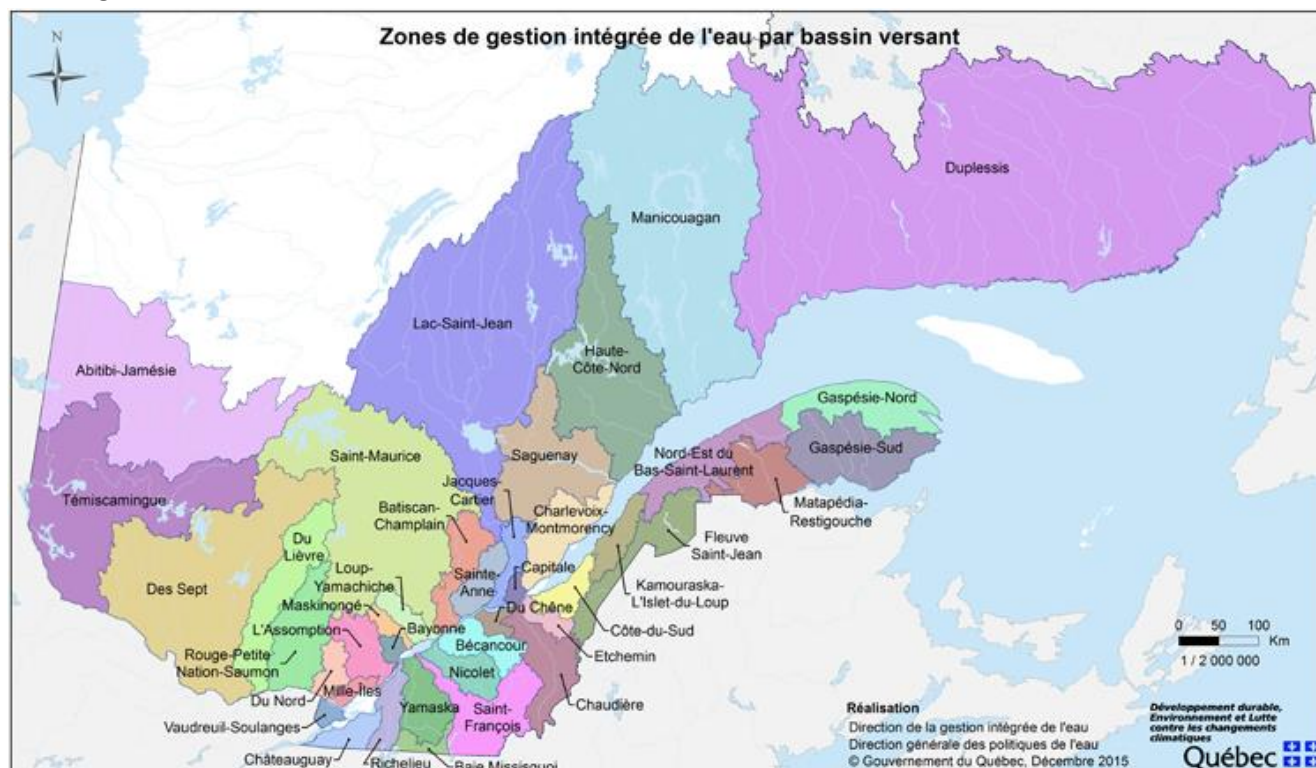 Zones de gestion intégrée de l'eau par bassin versant
N
Duplessis
Manicouagan
Lac-Saint-Jean
Haute-
Côte-Nord
Abitibi-Jamésie
Gaspésie-Nord
Gaspésie-Sud
Saint-Maurice
Saguenay
Nord-Est du
Bas-Saint-Laurent
Témiscamingue
Jacques-
Cartier
Batiscan-
Champlain
Charlevoix-
Montmorency
Matapédia-
Restigouche
Fleuve
Saint-Jean
Du
Lièvre
Loup-
Yamachiche
Sainte-
Anne
Capitale
Des Sept
Kamouraska-
L'Islet-du-Loup
Maskinongé
Du Chêne
Côte-du-Sud
L'Assomption
Bayonne
Bécancour
Etchemin
Rouge-Petite
Nation-Saumon
Nicolet
Du Nord
Mille-Îles
Yamaska
Saint-
François
Chaudière
Vaudreuil-Soulanges
Châteauguay
Richelieu
Baie Missisquoi
0 50 100
Km
1 / 2 000 000
Réalisation
Direction de la gestion intégrée de l'eau
Direction générale des politiques de l'eau
© Gouvernement du Québec, Décembre 2015
Développement durable,
Environnement et Lutte
contre les changements
climatiques
Québec